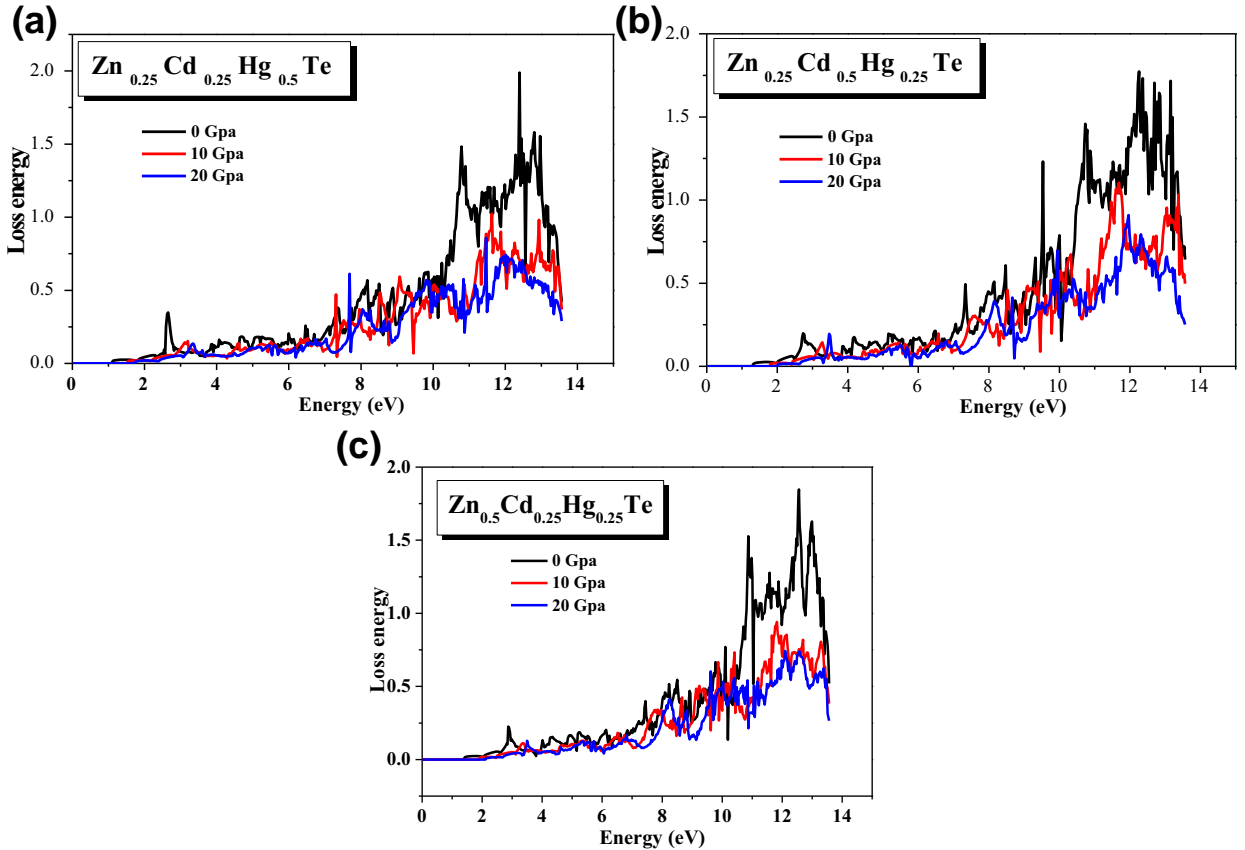 (a)
Zn 0.25 Cd 0.25 Hg 0.5 Te
0 Gpa
10 Gpa
20 Gpa
Loss energy
2.0
1.5
1.0
0.5
0.0
0 2 4 6 8 10 12 14
Energy (eV)
(b)
Zn 0.25 Cd 0.5 Hg 0.25 Te
0 Gpa
10 Gpa
20 Gpa
Loss energy
2.0
1.5
1.0
0.5
0.0
0 2 4 6 8 10 12 14
Energy (eV)
(c)
Zn0.5Cd0.25Hg0.25Te
0 Gpa
10 Gpa
20 Gpa
Loss energy
2.0
1.5
1.0
0.5
0.0
0 2 4 6 8 10 12 14
Energy (eV)